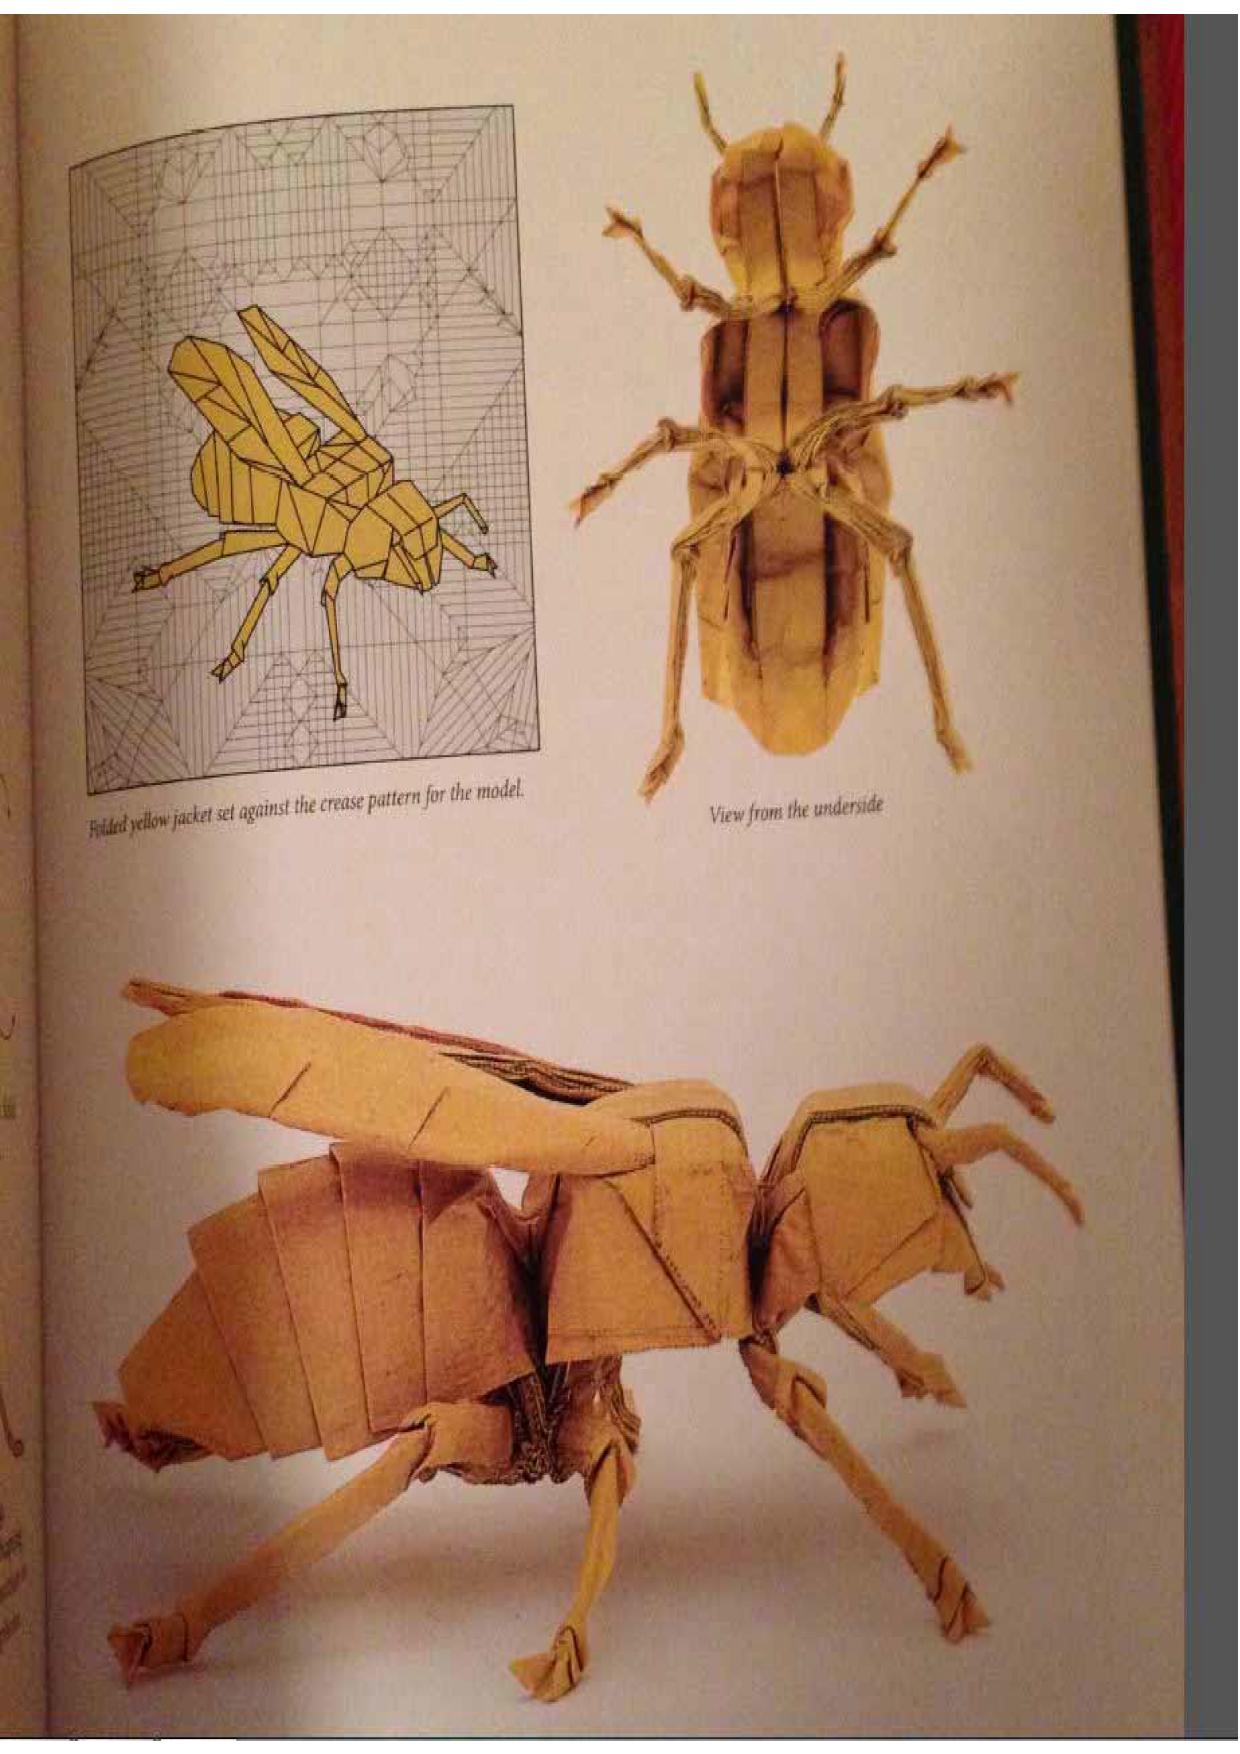 Folded yellow jacket set against the crease pattern for the model.
View from the underside